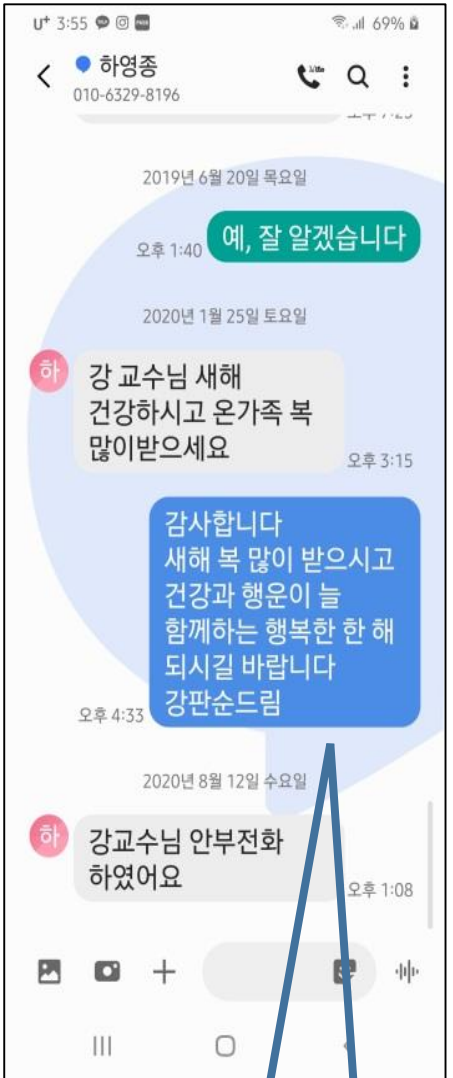 U+ 3:55
69%
하영종
010-6329-8196
2019년 6월 20일 목요일
예, 잘 알겠습니다
오후 1:40
2020년 1월 25일 토요일
하
강 교수님 새해
건강하시고 온가족 복
많이받으세요
오후 3:15
감사합니다
새해 복 많이 받으시고
건강과 행운이 늘
함께하는 행복한 한 해
되시길 바랍니다
강판순드림
오후 4:33
2020년 8월 12일 수요일
하
강교수님 안부전화
하였어요
오후 1:08